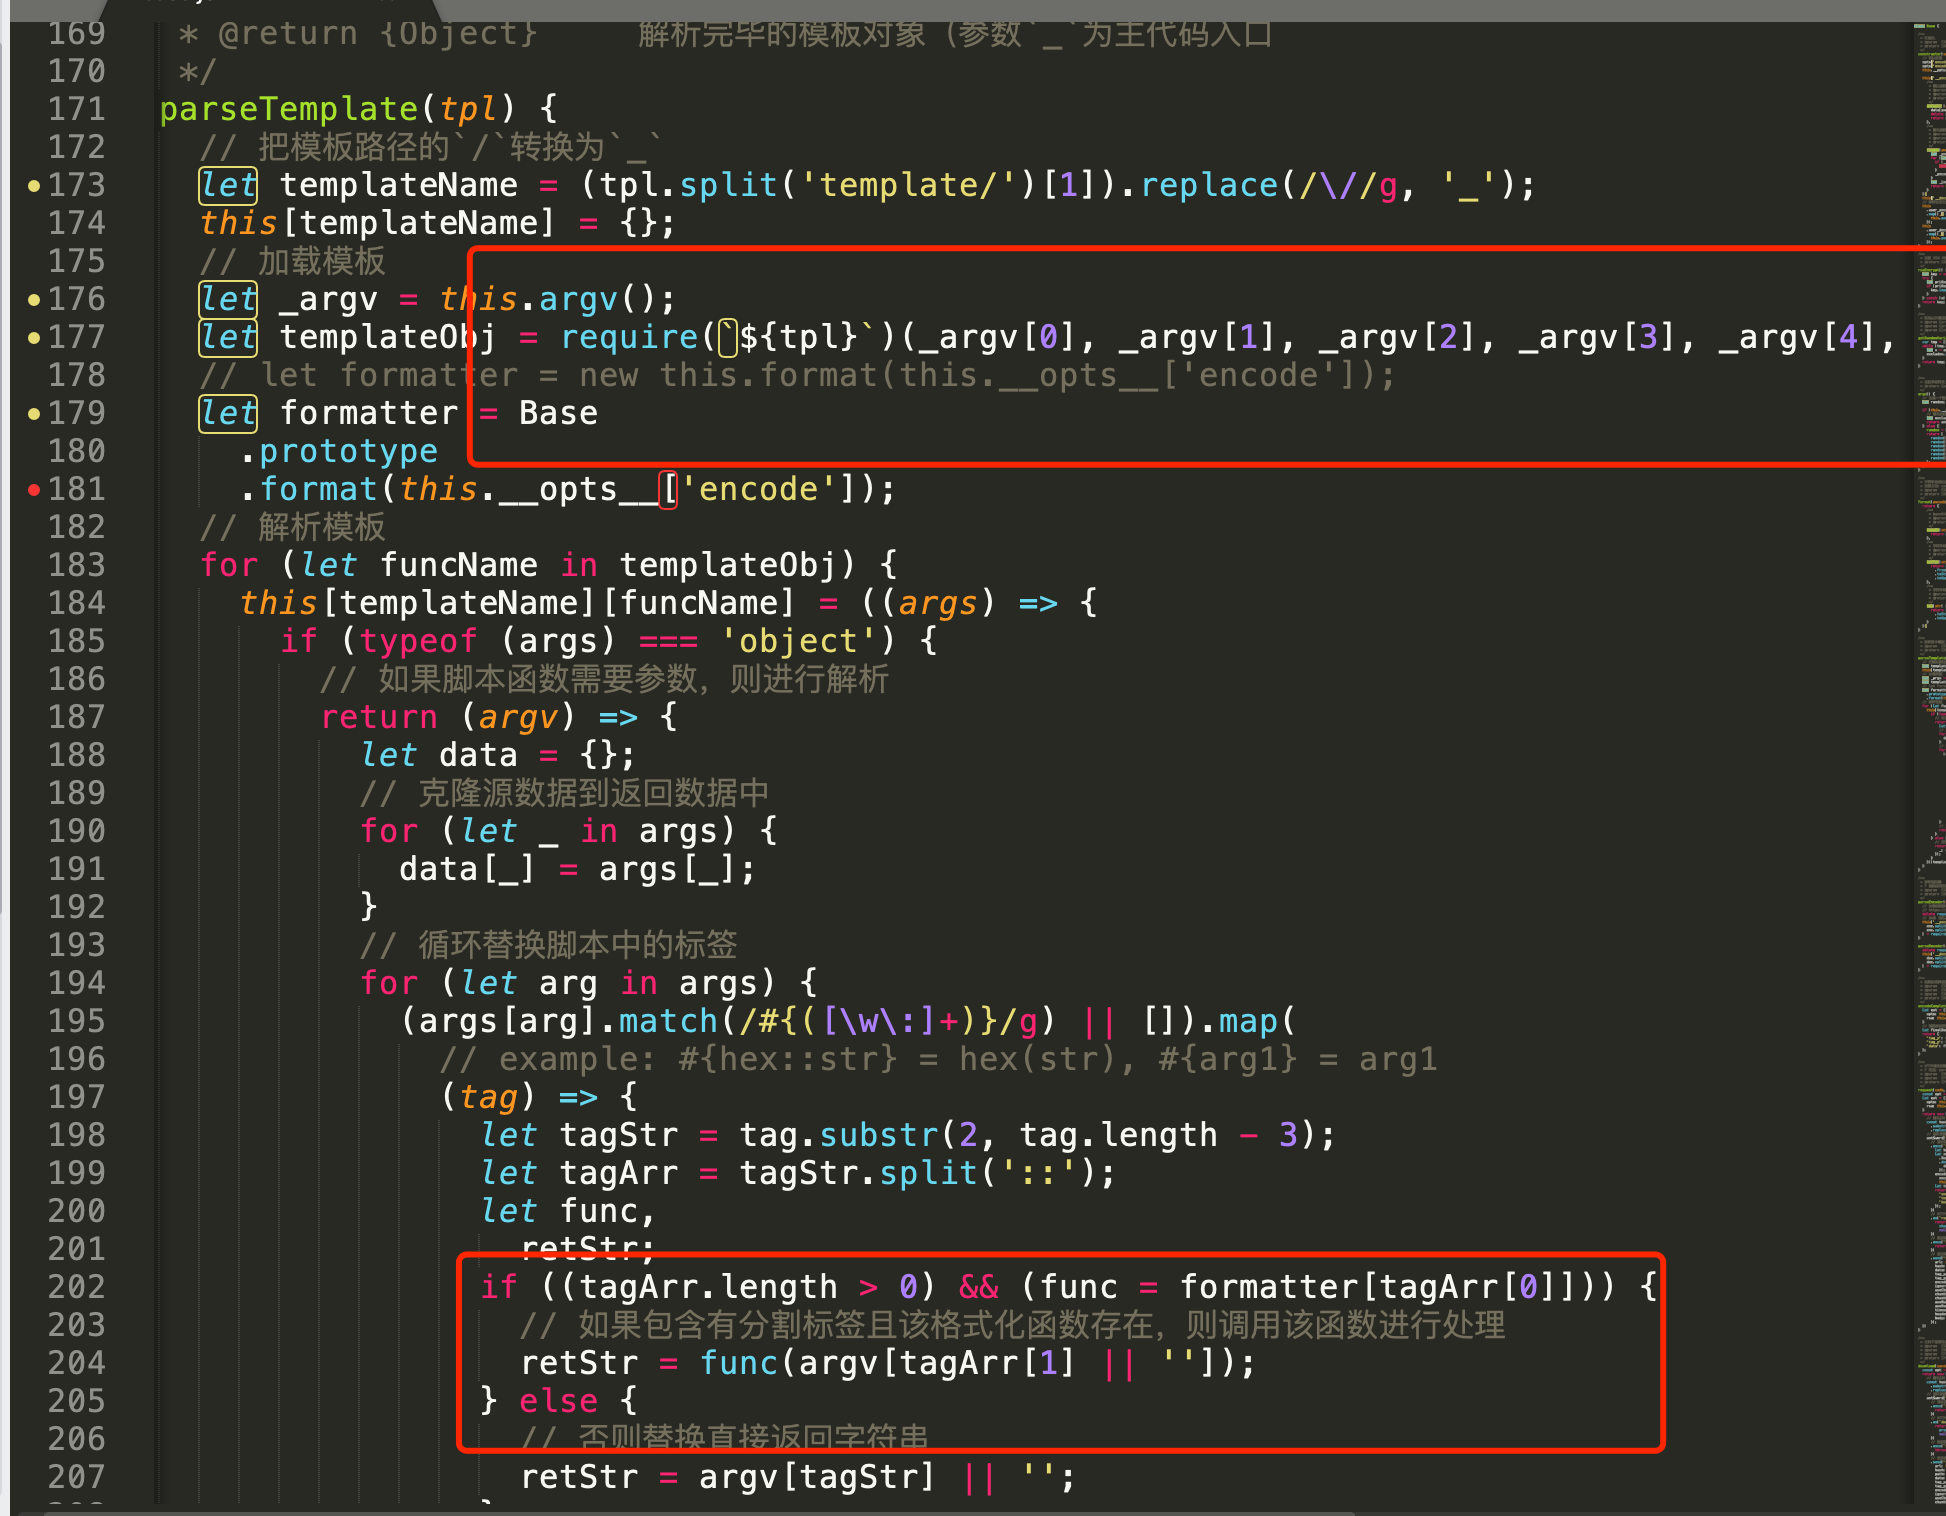 169 * @return {Object} 解析完毕的模板对象（参数`_`为主代码入口
170 */
171 parseTemplate(tpl) {
172 // 把模板路径的`/`转换为`_`
173 let templateName = (tpl.split('template/')[1]).replace(/\//g, '_');
174 this[templateName] = {};
175 // 加载模板
176 let _argv = this.argv();
177 let templateObj = require(`${tpl}`)(_argv[0], _argv[1], _argv[2], _argv[3], _argv[4],
178 // let formatter = new this.format(this.__opts__['encode']);
179 let formatter = Base
180 .prototype
181 .format(this.__opts__['encode']);
182 // 解析模板
183 for (let funcName in templateObj) {
184 this[templateName][funcName] = ((args) => {
185 if (typeof (args) === 'object') {
186 // 如果脚本函数需要参数，则进行解析
187 return (argv) => {
188 let data = {};
189 // 克隆源数据到返回数据中
190 for (let _ in args) {
191 data[_] = args[_];
192 }
193 // 循环替换脚本中的标签
194 for (let arg in args) {
195 (args[arg].match(/#{([\w\:]+)}/g) || []).map(
196 // example: #{hex::str} = hex(str), #{arg1} = arg1
197 (tag) => {
198 let tagStr = tag.substr(2, tag.length - 3);
199 let tagArr = tagStr.split('::');
200 let func,
201 retStr;
202 if ((tagArr.length > 0) && (func = formatter[tagArr[0]])) {
203 // 如果包含有分割标签且该格式化函数存在，则调用该函数进行处理
204 retStr = func(argv[tagArr[1] || '']);
205 } else {
206 // 否则替换直接返回字符串
207 retStr = argv[tagStr] || '';